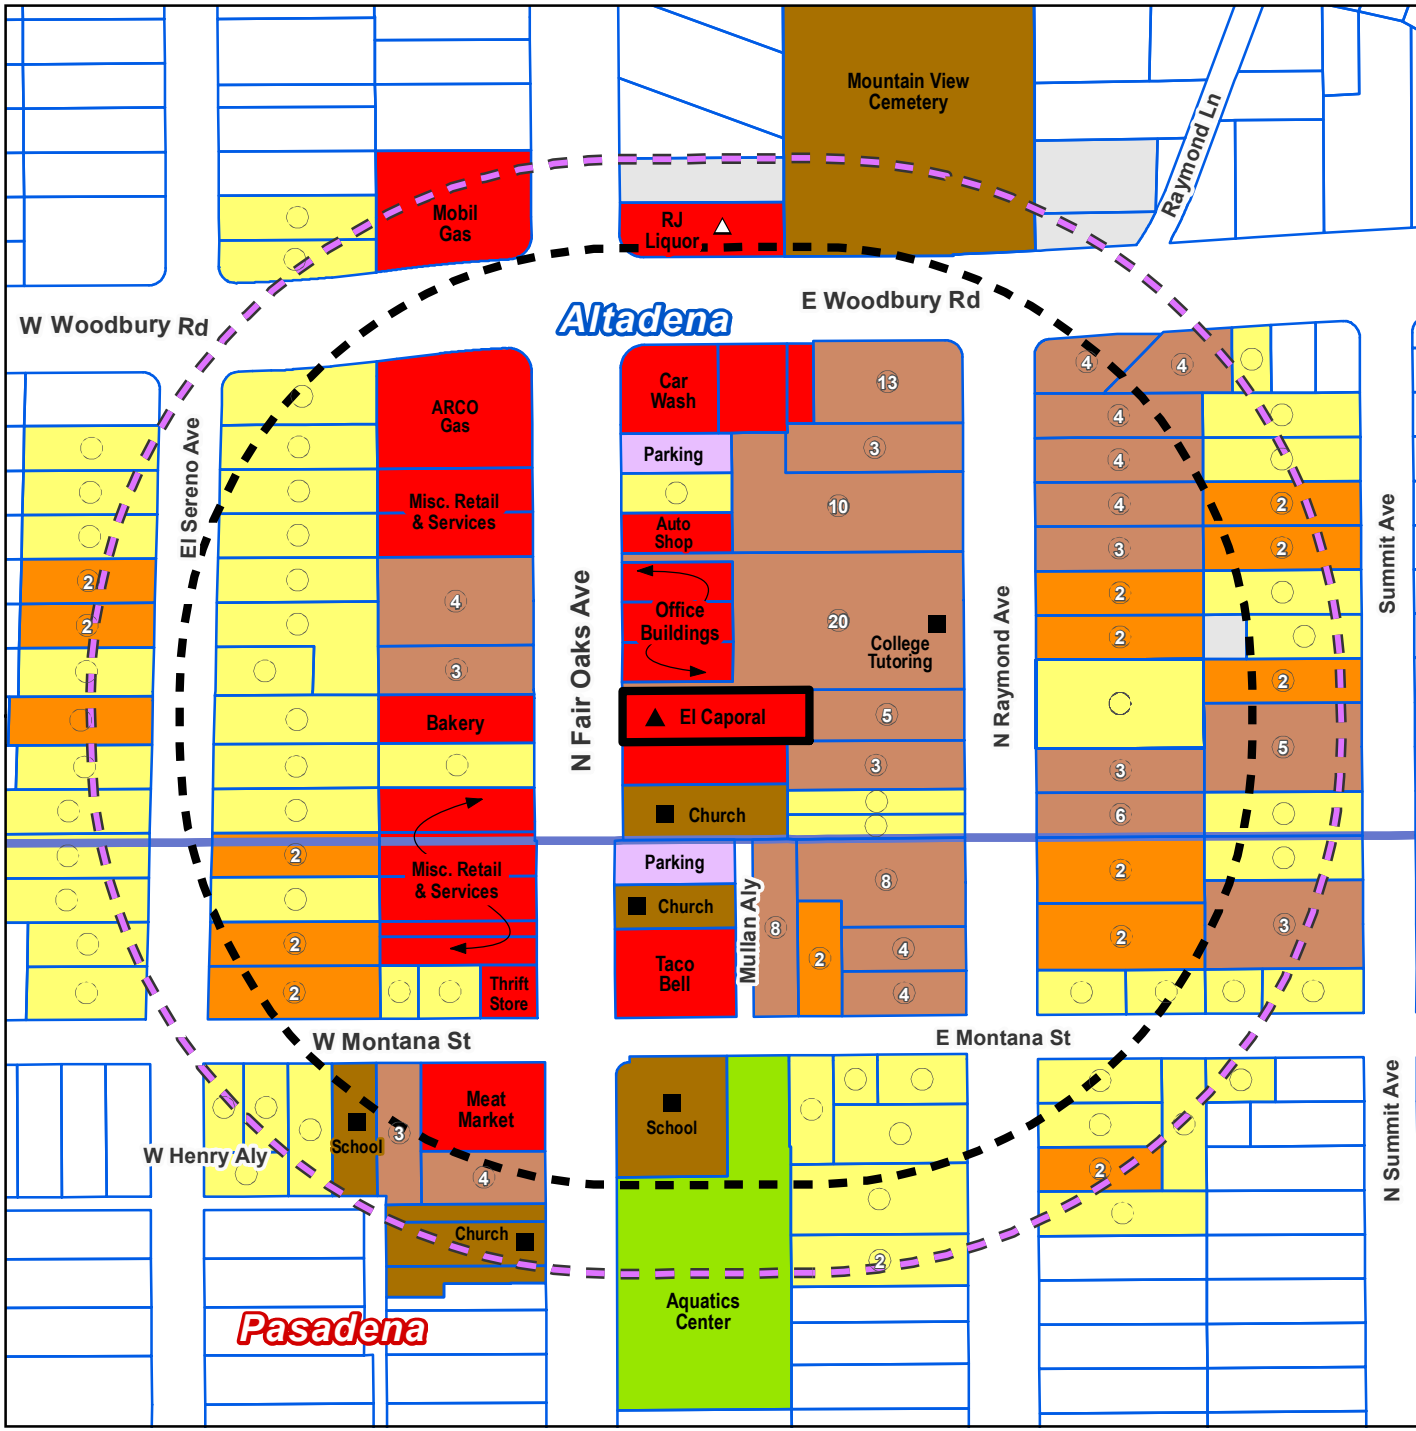 Mountain View
Cemetery
Raymond Ln
Mobil
Gas
RJ
Liquor
W Woodbury Rd
Altadena
E Woodbury Rd
ARCO
Gas
Car
Wash
13
4
4
El Sereno Ave
Parking
3
4
4
Misc. Retail
& Services
10
4
2
Auto
Shop
3
2
Summit Ave
2
4
Office
Buildings
20
College
Tutoring
2
2
2
3
N Fair Oaks Ave
N Raymond Ave
2
Bakery
El Caporal
5
5
3
3
Church
6
2
Misc. Retail
& Services
Parking
8
2
Church
Mullan Aly
8
2
2
4
2
3
2
Thrift
Store
Taco
Bell
4
W Montana St
E Montana St
N Summit Ave
Meat
Market
School
3
School
W Henry Aly
4
2
Church
2
Aquatics
Center
Pasadena